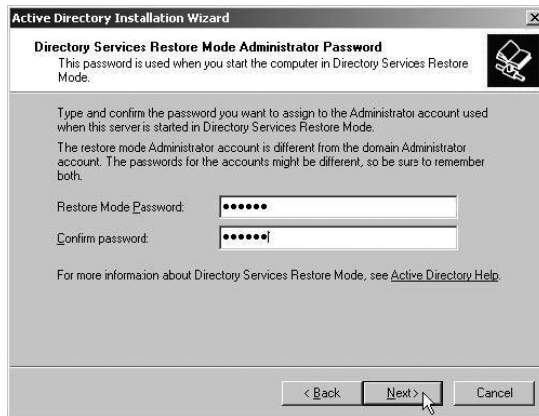 Active Directory Installation Wizard
Directory Services Restore Mode Administrator Password
This password is used when you start the computer in Directory Services Restore
Mode.
Type and confirm the password you want to assign to the Administrator account used
when this server is started in Directory Services Restore Mode.
The restore mode Administrator account is different from the domain Administrator
account. The passwords for the accounts might be different, so be sure to remember
both.
Restore Mode Password: ••••••
Confirm password: ••••••
For more information about Directory Services Restore Mode, see Active Directory Help.
< Back Next > Cancel